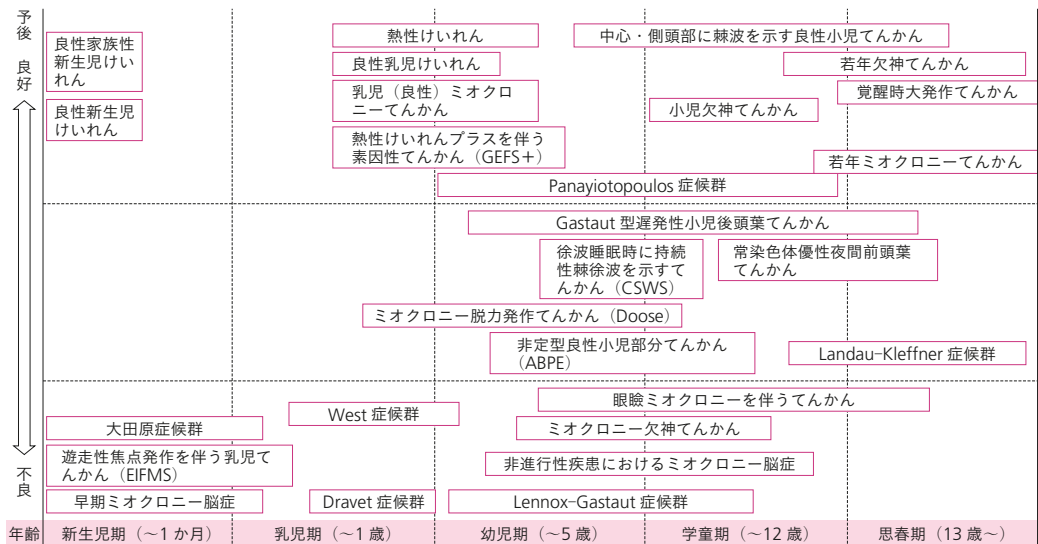 予後
良好
不良
良性家族性
新生児けい
れん
良性新生児
けいれん
熱性けいれん
良性乳児けいれん
乳児（良性）ミオクロ
ニーてんかん
熱性けいれんプラスを伴う
素因性てんかん（GEFS＋）
中心・側頭部に棘波を示す良性小児てんかん
若年欠神てんかん
覚醒時大発作てんかん
小児欠神てんかん
若年ミオクロニーてんかん
Panayiotopoulos 症候群
Gastaut 型遅発性小児後頭葉てんかん
徐波睡眠時に持続
性棘徐波を示すて
んかん（CSWS）
常染色体優性夜間前頭葉
てんかん
ミオクロニー脱力発作てんかん（Doose）
非定型良性小児部分てんかん
（ABPE）
Landau–Kleffner 症候群
眼瞼ミオクロニーを伴うてんかん
West 症候群
大田原症候群
ミオクロニー欠神てんかん
遊走性焦点発作を伴う乳児て
んかん（EIFMS）
非進行性疾患におけるミオクロニー脳症
早期ミオクロニー脳症
Dravet 症候群
Lennox–Gastaut 症候群
年齢
新生児期（～1 か月）
乳児期（～1 歳）
幼児期（～5 歳）
学童期（～12 歳）
思春期（13 歳～）